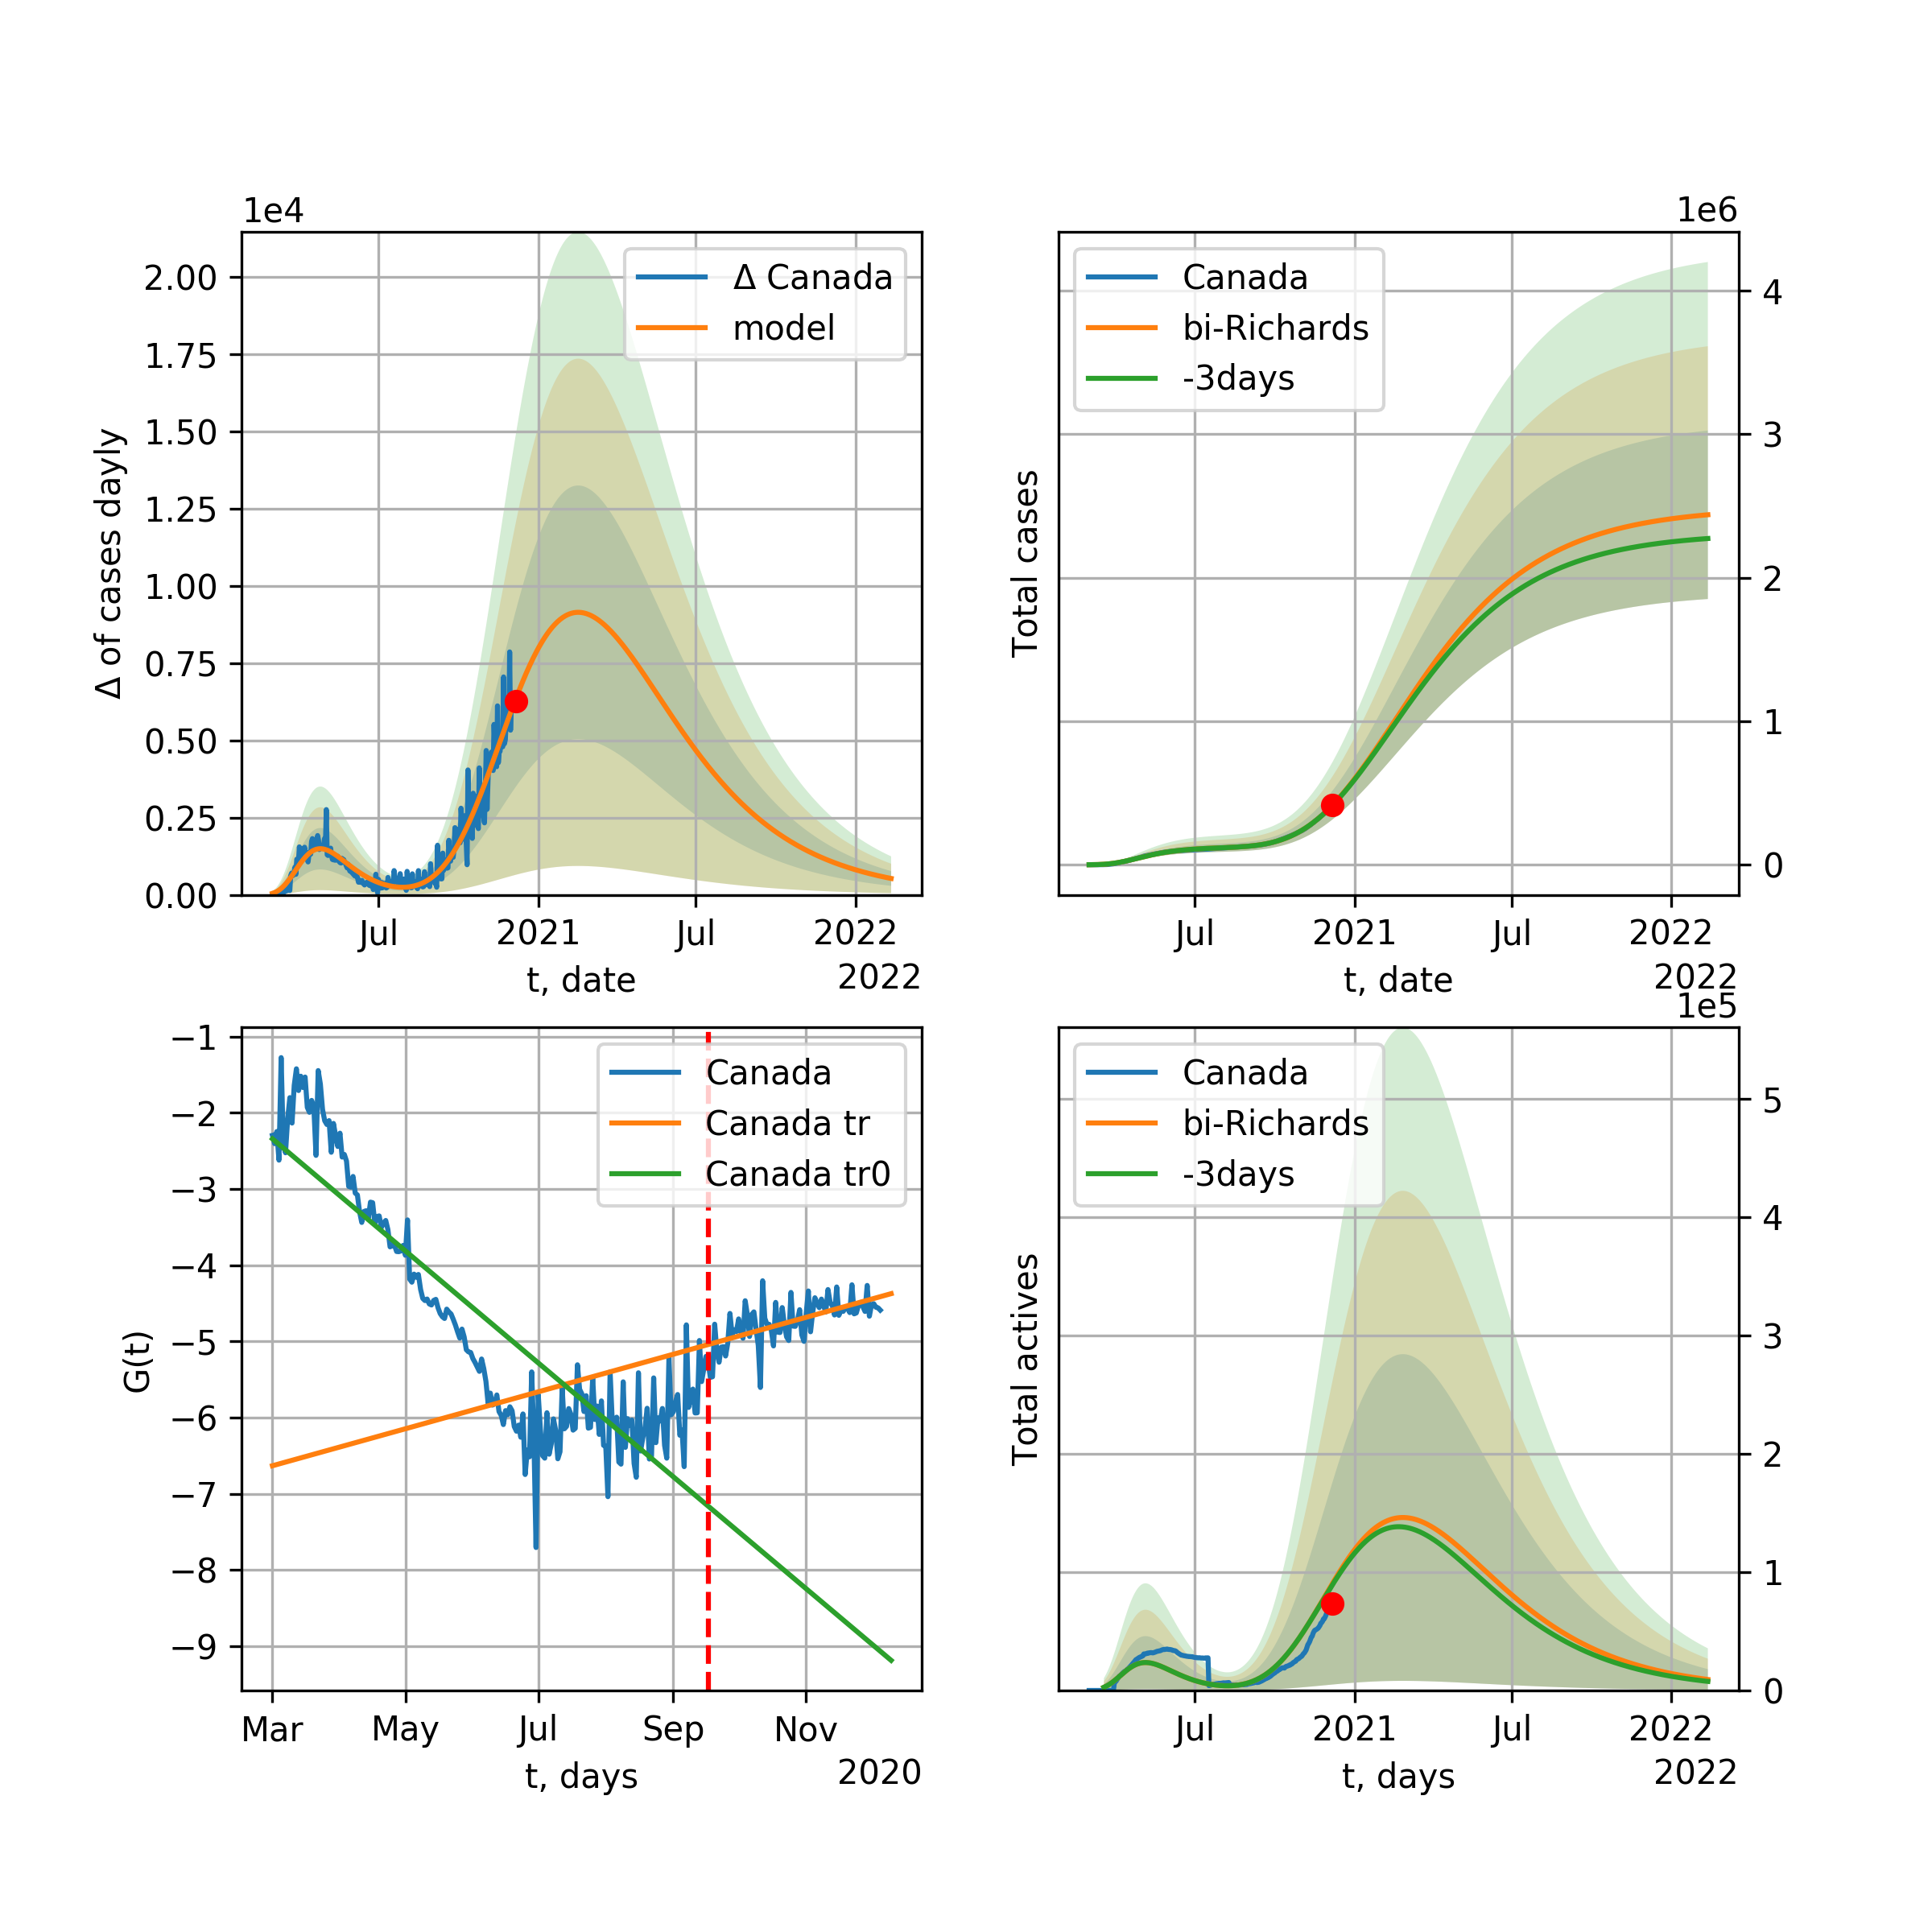 1e4
Δ of cases dayly
2.00
1.75
1.50
1.25
1.00
0.75
0.50
0.25
0.00
Δ Canada
model
Jul
2021
Jul
2022
t, date
2022
1e6
Total cases
Canada
bi-Richards
-3days
4
3
2
1
0
Jul
2021
Jul
2022
t, date
2022
G(t)
−1
−2
−3
−4
−5
−6
−7
−8
−9
Canada
Canada tr
Canada tr0
Mar
May
Jul
Sep
Nov
t, days
2020
1e5
Total actives
Canada
bi-Richards
-3days
5
4
3
2
1
0
Jul
2021
Jul
2022
t, days
2022